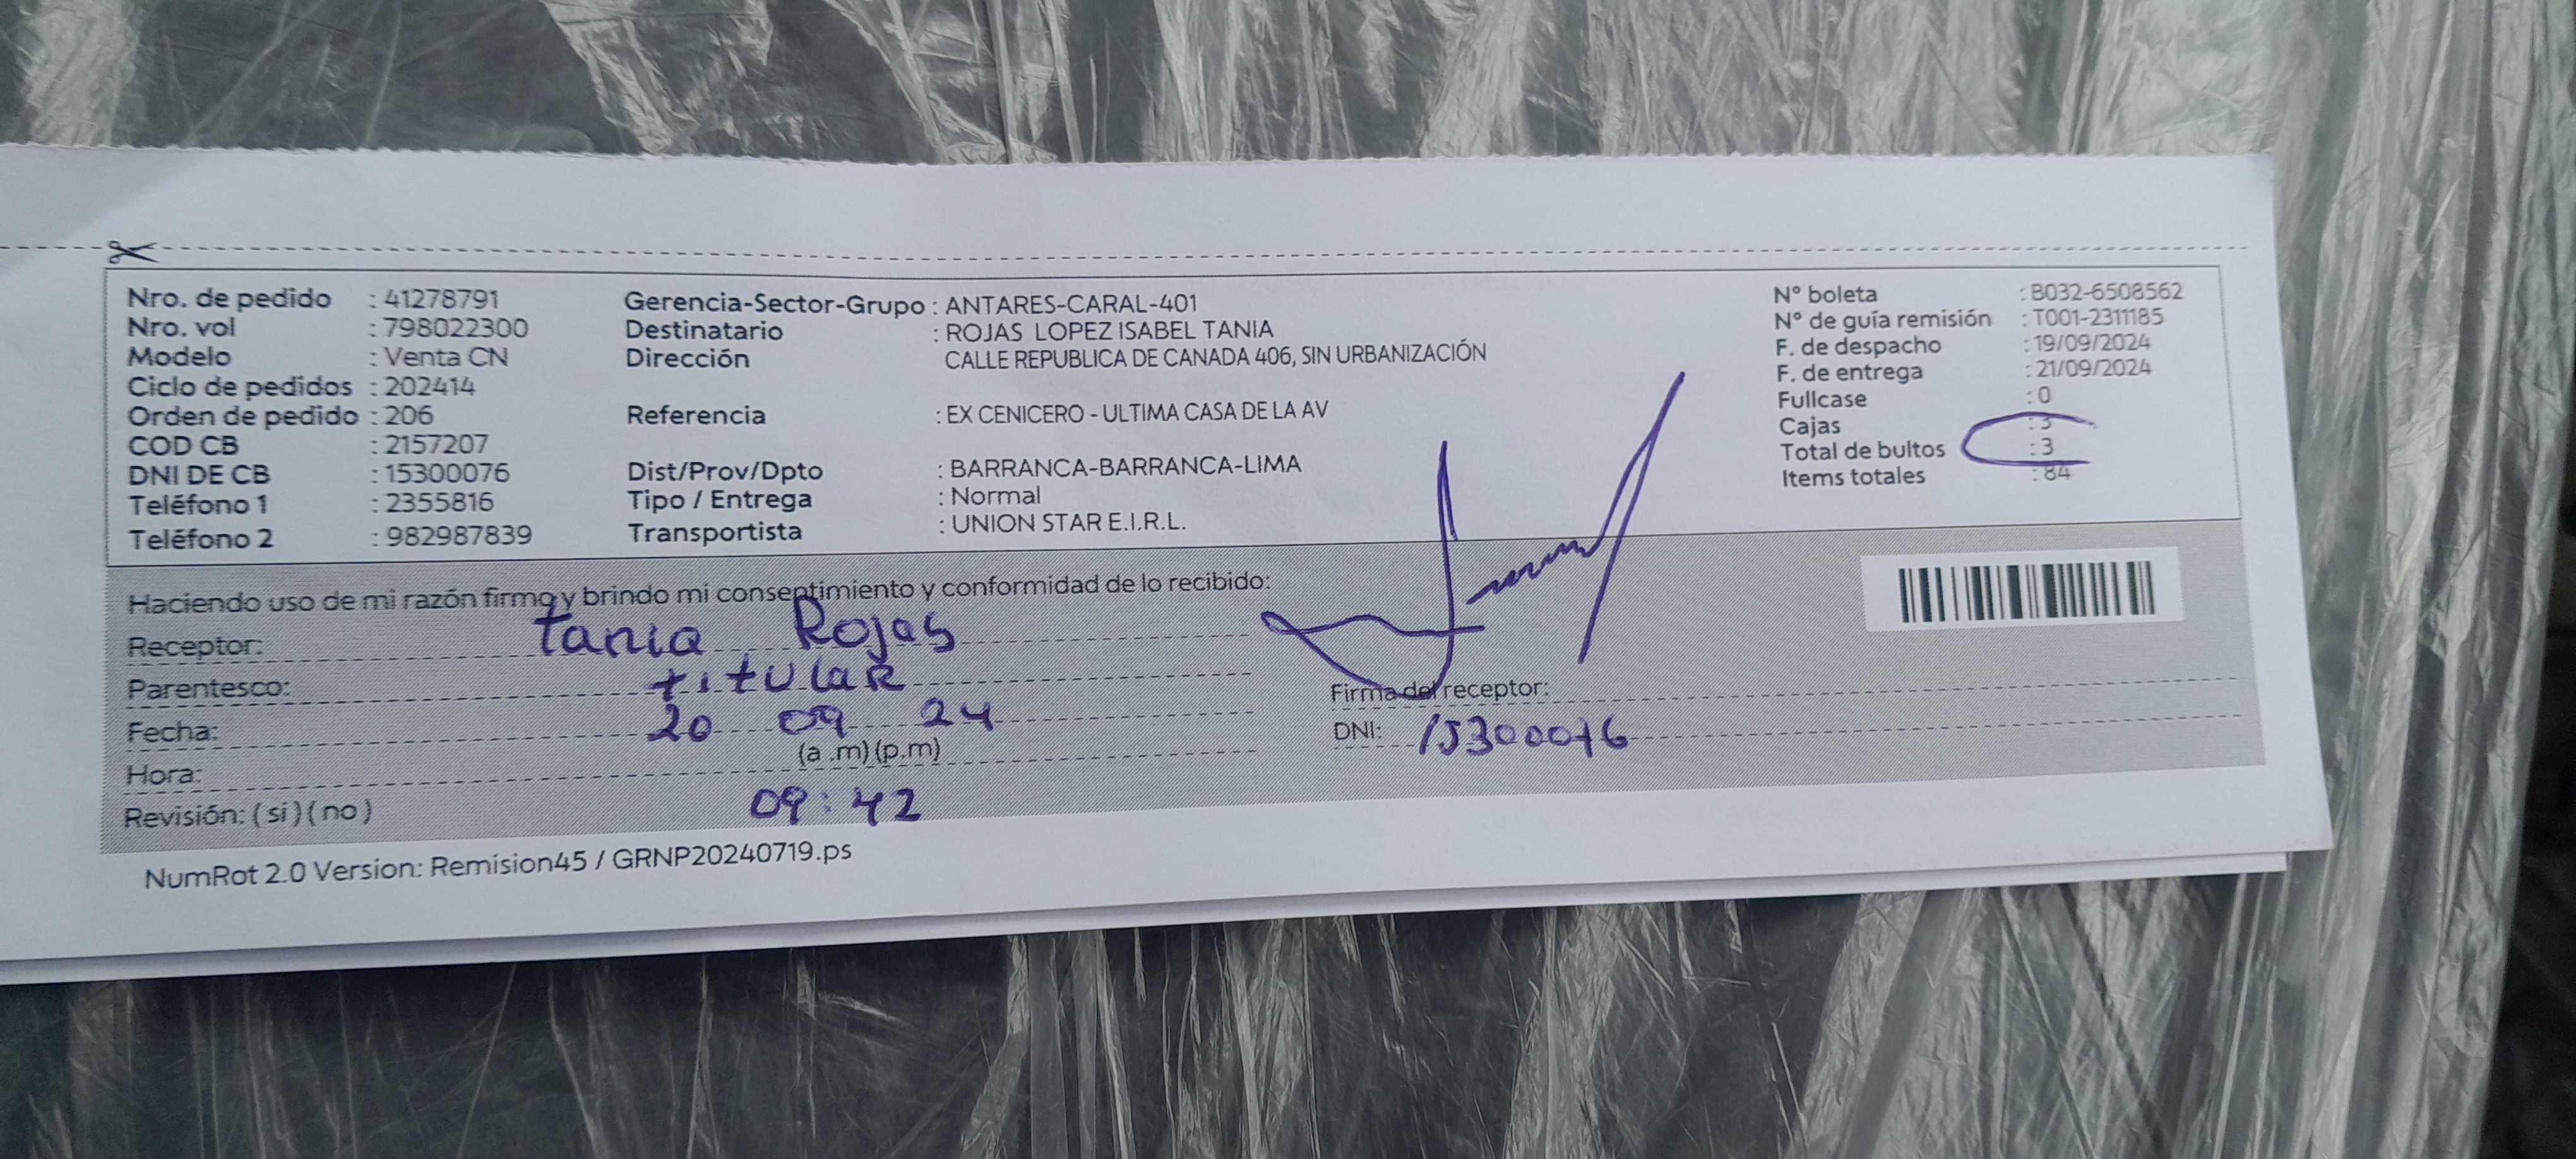 Nro. de pedido : 41278791
Nro. vol : 798022300
Modelo : Venta CN
Ciclo de pedidos : 202414
Orden de pedido : 206
COD CB : 2157207
DNI DE CB : 15300076
Teléfono 1 : 2355816
Teléfono 2 : 982987839
Gerencia-Sector-Grupo : ANTARES-CARAL-401
Destinatario : ROJAS LOPEZ ISABEL TANIA
Dirección CALLE REPUBLICA DE CANADA 406, SIN URBANIZACIÓN
Referencia : EX CENICERO - ULTIMA CASA DE LA AV
Dist/Prov/Dpto : BARRANCA-BARRANCA-LIMA
Tipo / Entrega : Normal
Transportista : UNION STAR E.I.R.L.
N° boleta : B032-6508562
N° de guía remisión : T001-2311185
F. de despacho : 19/09/2024
F. de entrega : 21/09/2024
Fullcase : 0
Cajas : 3
Total de bultos : 3
Items totales : 84
Haciendo uso de mi razón firmo y brindo mi consentimiento y conformidad de lo recibido:
Receptor: Tania Rojas
Parentesco: titular
Fecha: 20 09 24
Hora: (a .m) (p.m)
Revisión: ( si ) ( no ) 09:42
Firma del receptor:
DNI: 15300076
NumRot 2.0 Version: Remision45 / GRNP20240719.ps